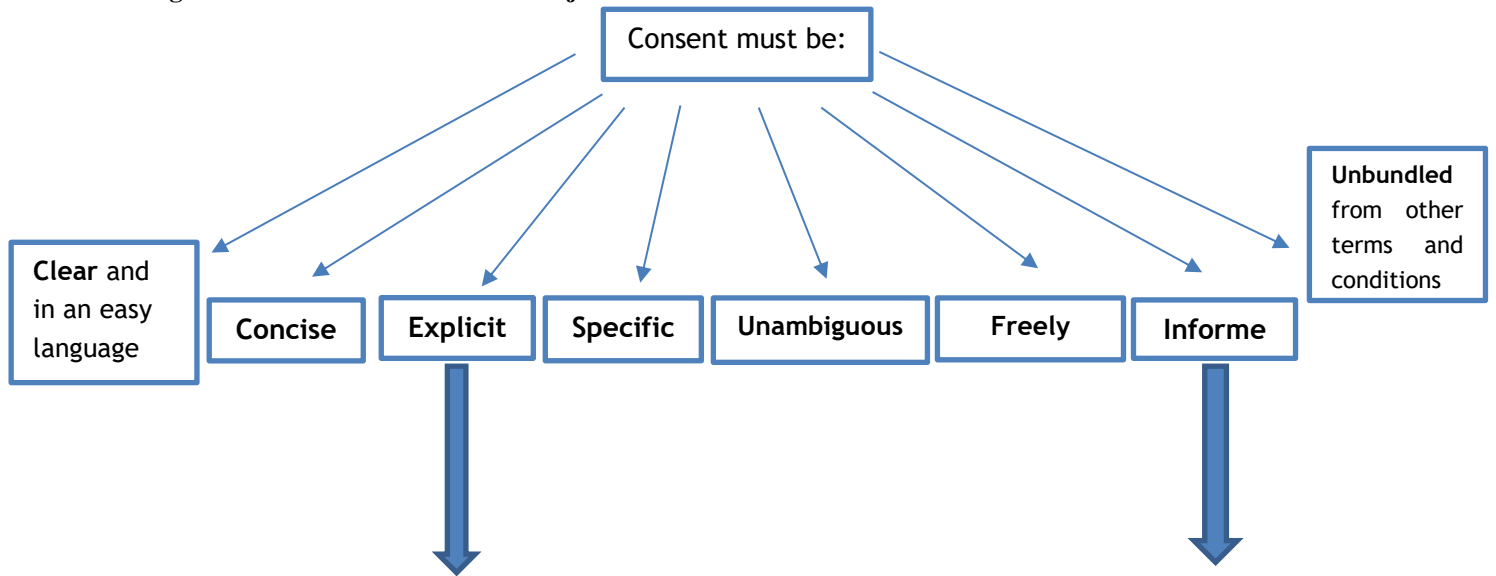 Consent must be:
Unbundled
from other
terms and
conditions
Clear and
in an easy
language
Concise
Explicit
Specific
Unambiguous
Freely
Informe